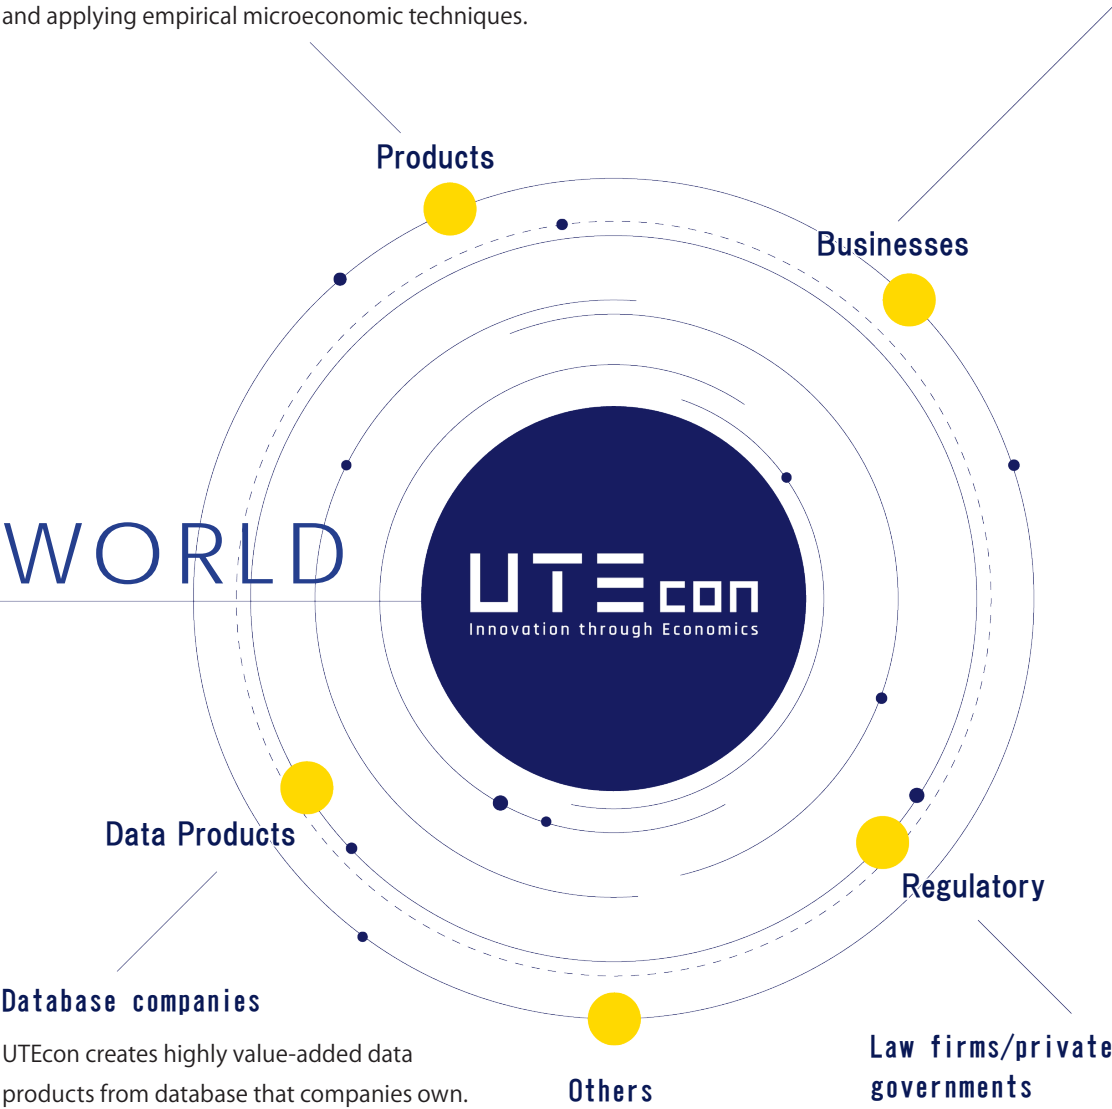 and applying empirical microeconomic techniques.
Products
Businesses
WORLD
UTEcon
Innovation through Economics
Data Products
Regulatory
Database companies
UTEcon creates highly value-added data
products from database that companies own.
Others
Law firms/private
governments